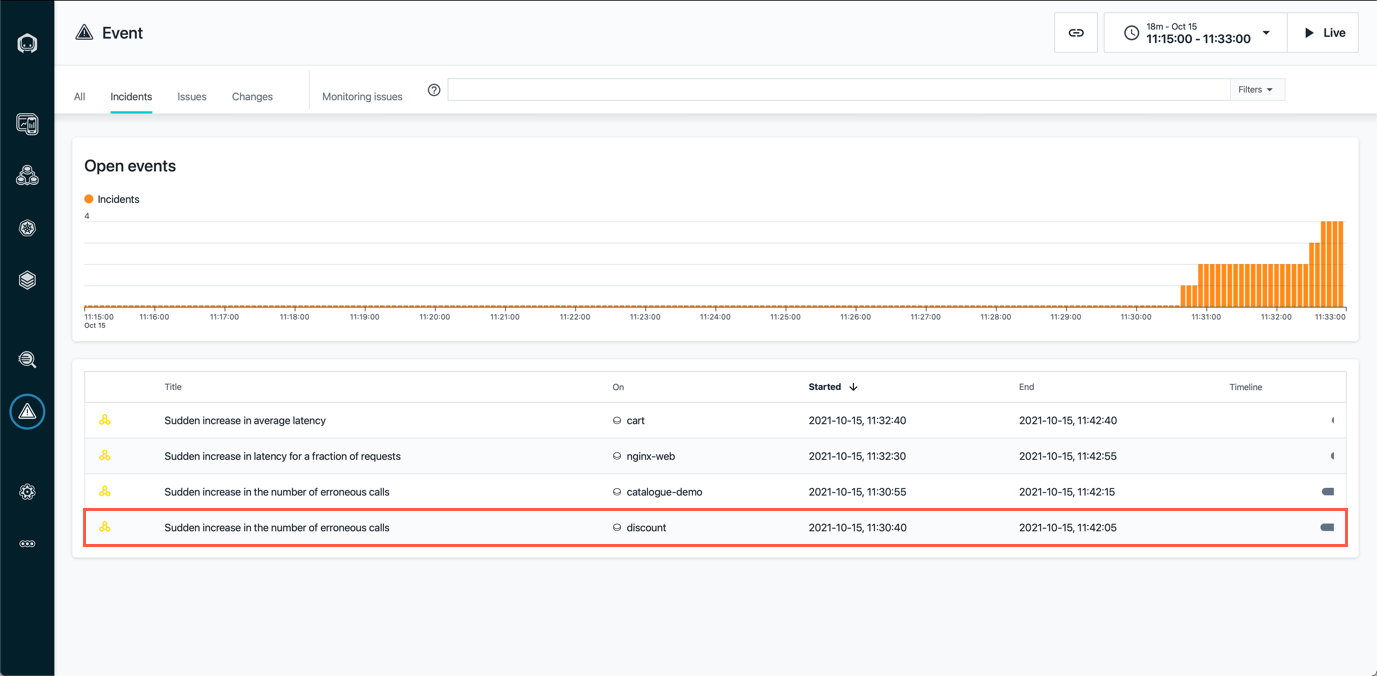 Event
18m - Oct 15
11:15:00 - 11:33:00
Live
All Incidents Issues Changes Monitoring issues
Filters
Open events
Incidents
4
11:15:00 11:16:00 11:17:00 11:18:00 11:19:00 11:20:00 11:21:00 11:22:00 11:23:00 11:24:00 11:25:00 11:26:00 11:27:00 11:28:00 11:29:00 11:30:00 11:31:00 11:32:00 11:33:00
Oct 15
Title On Started End Timeline
Sudden increase in average latency cart 2021-10-15, 11:32:40 2021-10-15, 11:42:40
Sudden increase in latency for a fraction of requests nginx-web 2021-10-15, 11:32:30 2021-10-15, 11:42:55
Sudden increase in the number of erroneous calls catalogue-demo 2021-10-15, 11:30:55 2021-10-15, 11:42:15
Sudden increase in the number of erroneous calls discount 2021-10-15, 11:30:40 2021-10-15, 11:42:05